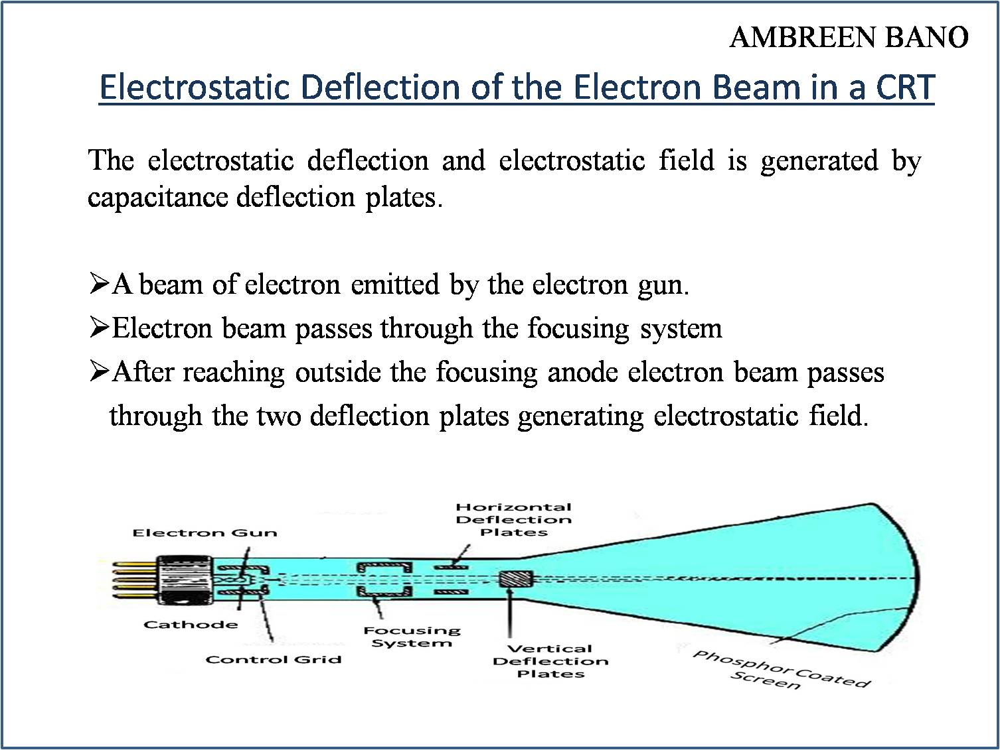 AMBREEN BANO
Electrostatic Deflection of the Electron Beam in a CRT
The electrostatic deflection and electrostatic field is generated by
capacitance deflection plates.
➢A beam of electron emitted by the electron gun.
➢Electron beam passes through the focusing system
➢After reaching outside the focusing anode electron beam passes
through the two deflection plates generating electrostatic field.
Horizontal
Deflection
Plates
Electron Gun
Cathode
Control Grid
Focusing
System
Vertical
Deflection
Plates
Phosphor Coated
Screen